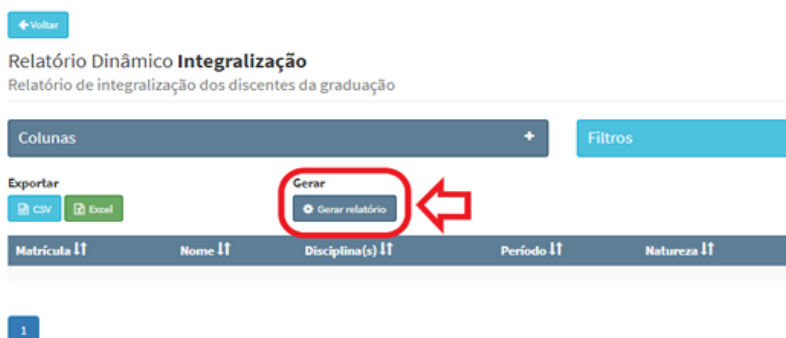 Voltar
Relatório Dinâmico Integralização
Relatório de integralização dos discentes da graduação
Colunas + Filtros
Exportar Gerar
CSV Excel Gerar relatório
Matrícula Nome Disciplina(s) Período Natureza
1